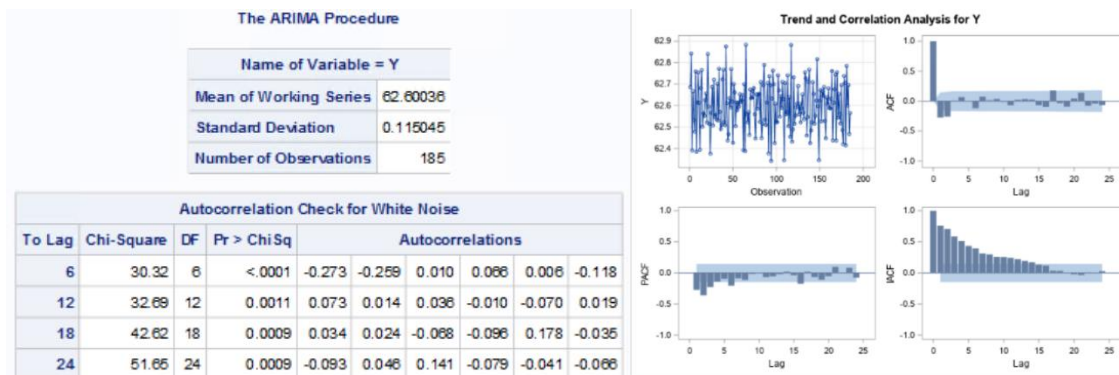 The ARIMA Procedure
Name of Variable = Y
Mean of Working Series 62.60036
Standard Deviation 0.115045
Number of Observations 185
Autocorrelation Check for White Noise
To Lag Chi-Square DF Pr > ChiSq Autocorrelations
6 30.32 6 <.0001 -0.273 -0.259 0.010 0.066 0.006 -0.118
12 32.69 12 0.0011 0.073 0.014 0.036 -0.010 -0.070 0.019
18 42.62 18 0.0009 0.034 0.024 -0.068 -0.096 0.178 -0.035
24 51.65 24 0.0009 -0.093 0.046 0.141 -0.079 -0.041 -0.066
Trend and Correlation Analysis for Y
62.9
62.8
62.7
62.6
62.5
62.4
Y
0 50 100 150 200
Observation
1.0
0.5
0.0
-0.5
-1.0
ACF
0 5 10 15 20 25
Lag
1.0
0.5
0.0
-0.5
-1.0
PACF
0 5 10 15 20 25
Lag
1.0
0.5
0.0
-0.5
-1.0
IACF
0 5 10 15 20 25
Lag